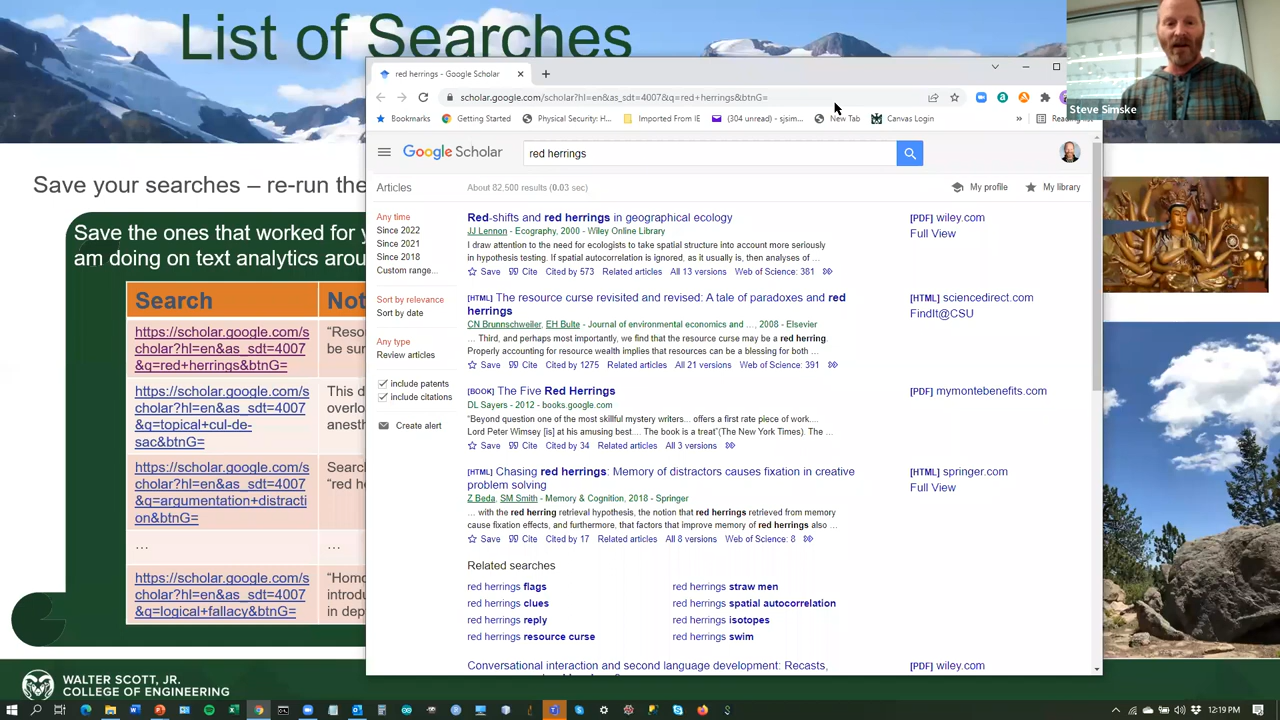 List of Searches
Steve Simske
red herrings - Google Scholar
scholar.google.com/scholar?hl=en&as_sdt=4007&q=red+herrings&btnG=
Bookmarks
Getting Started
Physical Security: H...
Imported From IE
(304 unread) - sjsim...
New Tab
Canvas Login
»
Google Scholar
red herrings
Articles
About 82,500 results (0.03 sec)
My profile
My library
Any time
Since 2022
Since 2021
Since 2018
Custom range...
Sort by relevance
Sort by date
Any type
Review articles
include patents
include citations
Create alert
Red-shifts and red herrings in geographical ecology
JJ Lennon - Ecography, 2000 - Wiley Online Library
I draw attention to the need for ecologists to take spatial structure into account more seriously
in hypothesis testing. If spatial autocorrelation is ignored, as it usually is, then analyses of ...
Save Cite Cited by 573 Related articles All 13 versions Web of Science: 381
[PDF] wiley.com
Full View
[HTML] The resource curse revisited and revised: A tale of paradoxes and red
herrings
CN Brunnschweiler, EH Bulte - Journal of environmental economics and ..., 2008 - Elsevier
... Third, and perhaps most importantly, we find that the resource curse may be a red herring.
Properly accounting for resource wealth implies that resources can be a blessing for both ...
Save Cite Cited by 1275 Related articles All 21 versions Web of Science: 391
[HTML] sciencedirect.com
FindIt@CSU
[BOOK] The Five Red Herrings
DL Sayers - 2012 - books.google.com
"Beyond question one of the most skillful mystery writers... offers a first rate piece of work....
Lord Peter Wimsey [is] at his amusing best.... The book is a treat"(The New York Times). The ...
Save Cite Cited by 34 Related articles All 3 versions
[PDF] mymontebenefits.com
[HTML] Chasing red herrings: Memory of distractors causes fixation in creative
problem solving
Z Beda, SM Smith - Memory & Cognition, 2018 - Springer
... with the red herring retrieval hypothesis, the notion that red herrings retrieved from memory
cause fixation effects, and furthermore, that factors that improve memory of red herrings also ...
Save Cite Cited by 17 Related articles All 8 versions Web of Science: 8
[HTML] springer.com
Full View
Related searches
red herrings flags
red herrings straw men
red herrings clues
red herrings spatial autocorrelation
red herrings reply
red herrings isotopes
red herrings resource curse
red herrings swim
Conversational interaction and second language development: Recasts,
[PDF] wiley.com
Save your searches – re-run the
Save the ones that worked for
am doing on text analytics arou
Search
https://scholar.google.com/s
cholar?hl=en&as_sdt=4007
&q=red+herrings&btnG=
be sur
https://scholar.google.com/s
cholar?hl=en&as_sdt=4007
&q=topical+cul-de-
sac&btnG=
This d
overlo
anesth
https://scholar.google.com/s
cholar?hl=en&as_sdt=4007
&q=argumentation+distracti
on&btnG=
Search
"red he
...
...
https://scholar.google.com/s
cholar?hl=en&as_sdt=4007
&q=logical+fallacy&btnG=
"Homo
introdu
in dept
WALTER SCOTT, JR.
COLLEGE OF ENGINEERING
12:19 PM